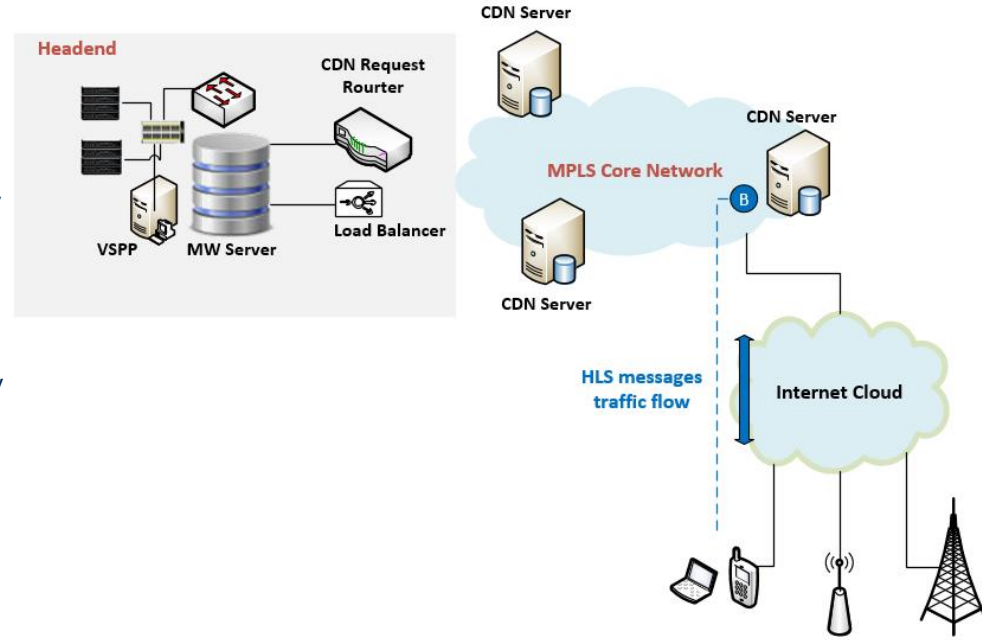 CDN Server
Headend
CDN Request
Rourter
CDN Server
MPLS Core Network
B
Load Balancer
VSPP
MW Server
CDN Server
HLS messages
traffic flow
Internet Cloud